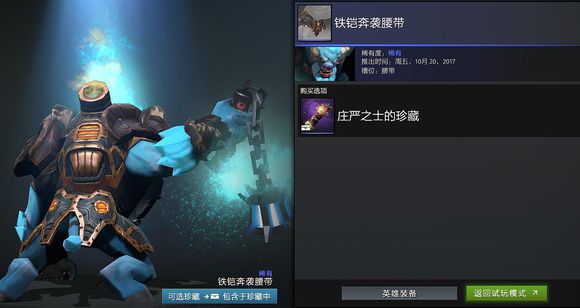 铁铠奔袭腰带
稀有度：稀有
推出时间：周五，10月 20，2017
槽位：腰带
购买选项
庄严之士的珍藏
稀有
铁铠奔袭腰带
可选珍藏 → 包含于珍藏中
英雄装备
返回试玩模式